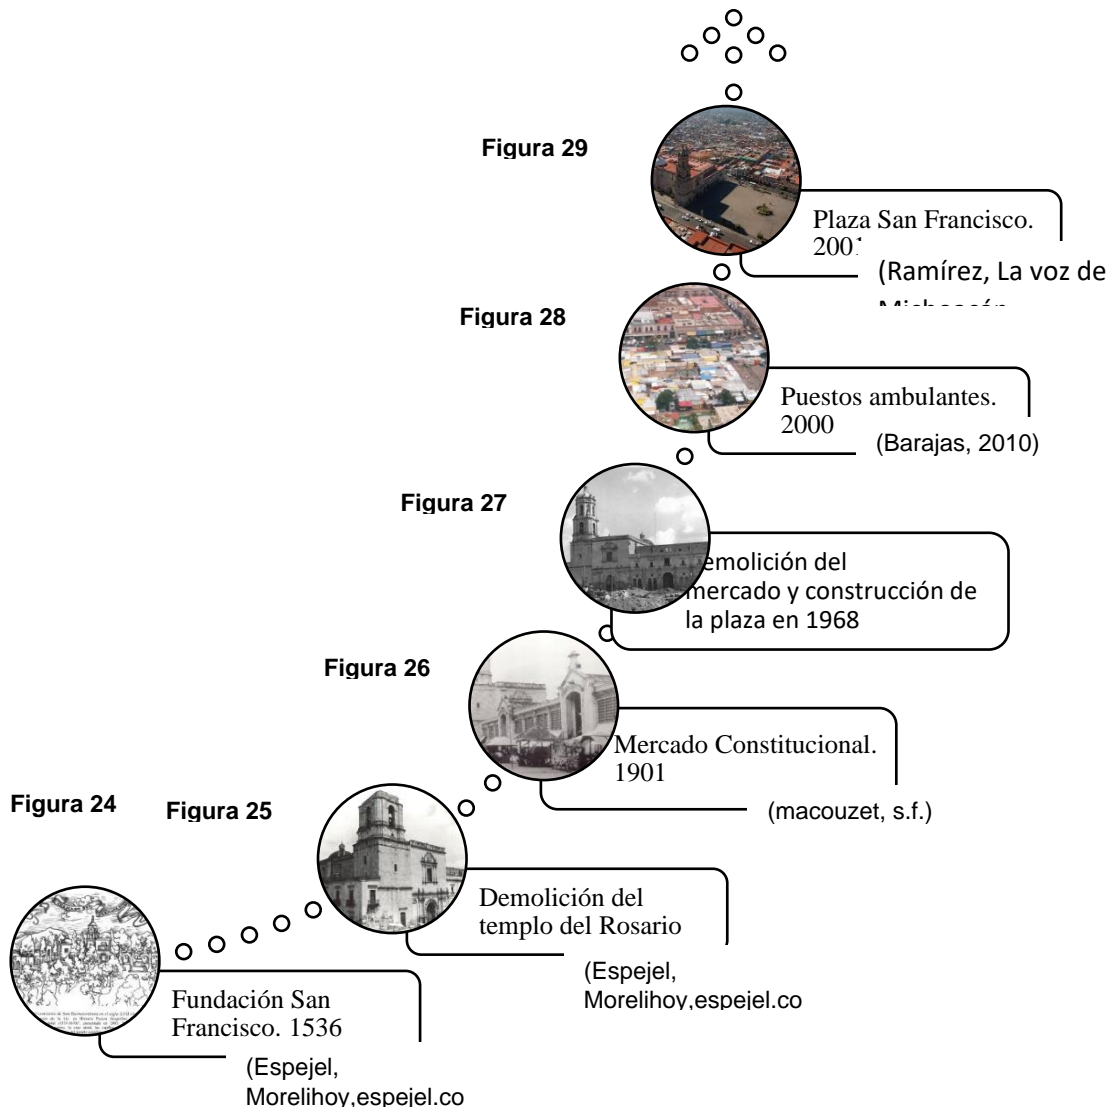 Figura 29
Plaza San Francisco.
(Ramírez, La voz de
Figura 28
Puestos ambulantes.
2000
(Barajas, 2010)
Figura 27
emolición del
mercado y construcción de
la plaza en 1968
Figura 26
Mercado Constitucional.
1901
(macouzet, s.f.)
Figura 24
Figura 25
Demolición del
templo del Rosario
(Espejel,
Morelihoy,espejel.co
Fundación San
Francisco. 1536
(Espejel,
Morelihoy,espejel.co